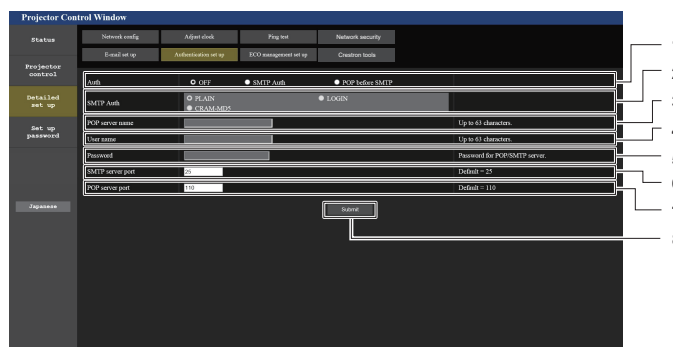 Projector Control Window
Status
Network config
Adjust clock
Ping test
Network security
E-mail set up
Authentication set up
ECO management set up
Crestron tools
Projector
control
Detailed
set up
Set up
password
Japanese
Auth OFF SMTP Auth POP before SMTP
SMTP Auth PLAIN LOGIN
CRAM-MD5
POP server name Up to 63 characters.
User name Up to 63 characters.
Password Password for POP/SMTP server.
SMTP server port 25 Default = 25
POP server port 110 Default = 110
Submit